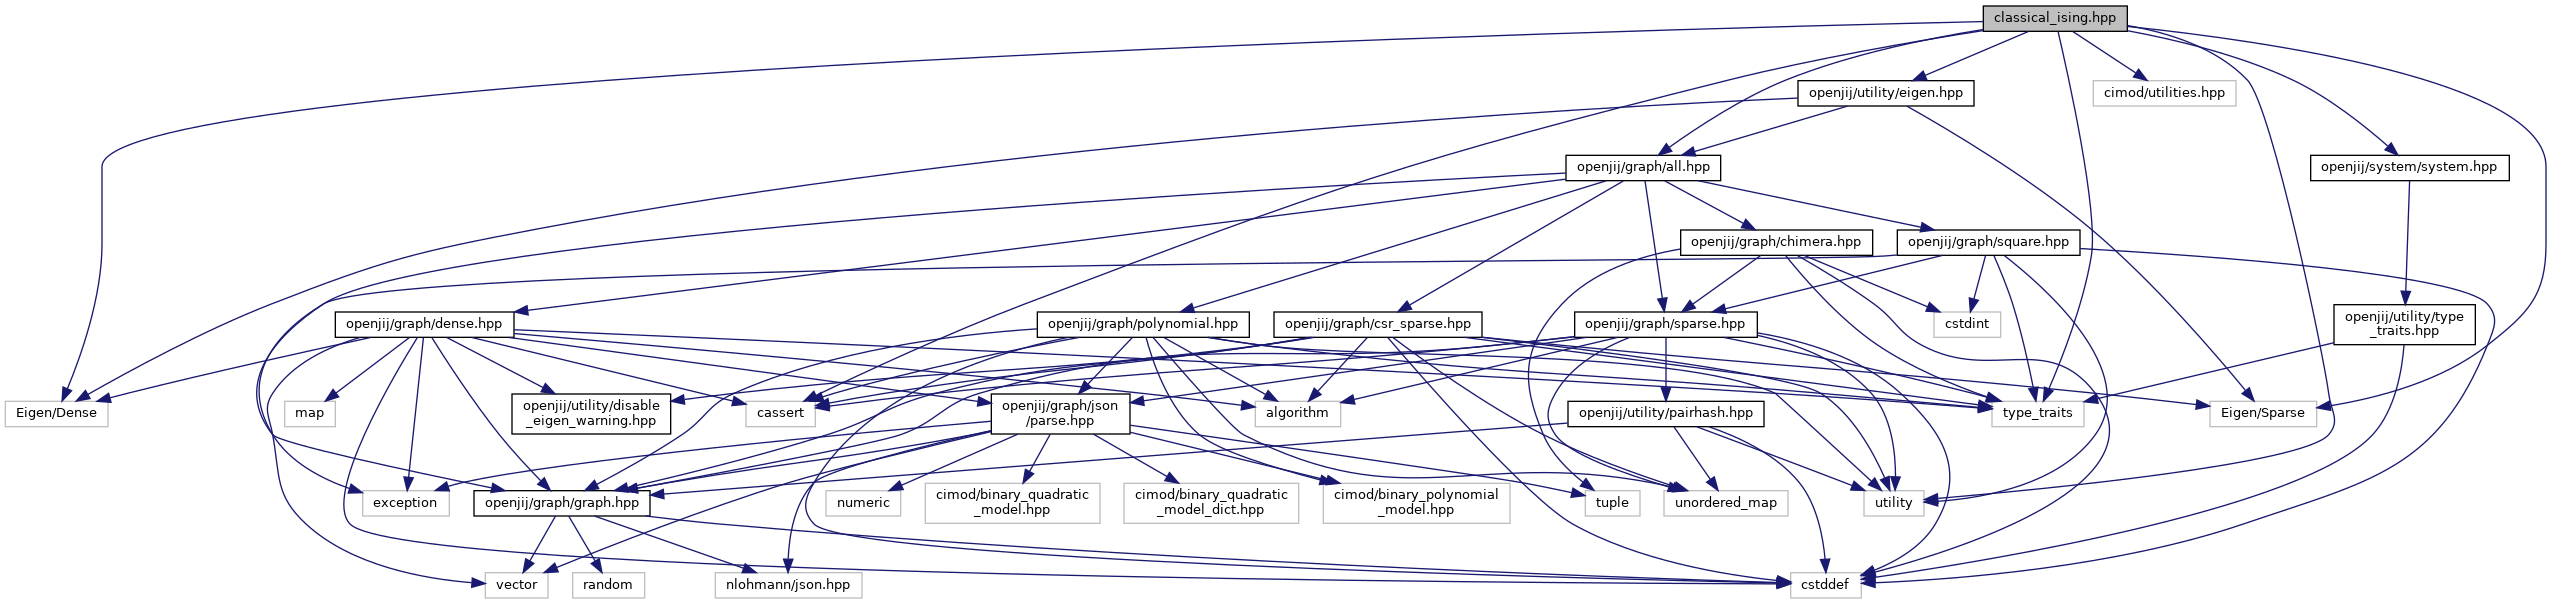 classical_ising.hpp
openjij/utility/eigen.hpp
cimod/utilities.hpp
openjij/graph/all.hpp
openjij/system/system.hpp
openjij/graph/chimera.hpp
openjij/graph/square.hpp
openjij/graph/dense.hpp
openjij/graph/polynomial.hpp
openjij/graph/csr_sparse.hpp
openjij/graph/sparse.hpp
cstdint
openjij/utility/type
_traits.hpp
Eigen/Dense
map
openjij/utility/disable
_eigen_warning.hpp
cassert
openjij/graph/json
/parse.hpp
algorithm
openjij/utility/pairhash.hpp
type_traits
Eigen/Sparse
exception
openjij/graph/graph.hpp
numeric
cimod/binary_quadratic
_model.hpp
cimod/binary_quadratic
_model_dict.hpp
cimod/binary_polynomial
_model.hpp
tuple
unordered_map
utility
vector
random
nlohmann/json.hpp
cstddef